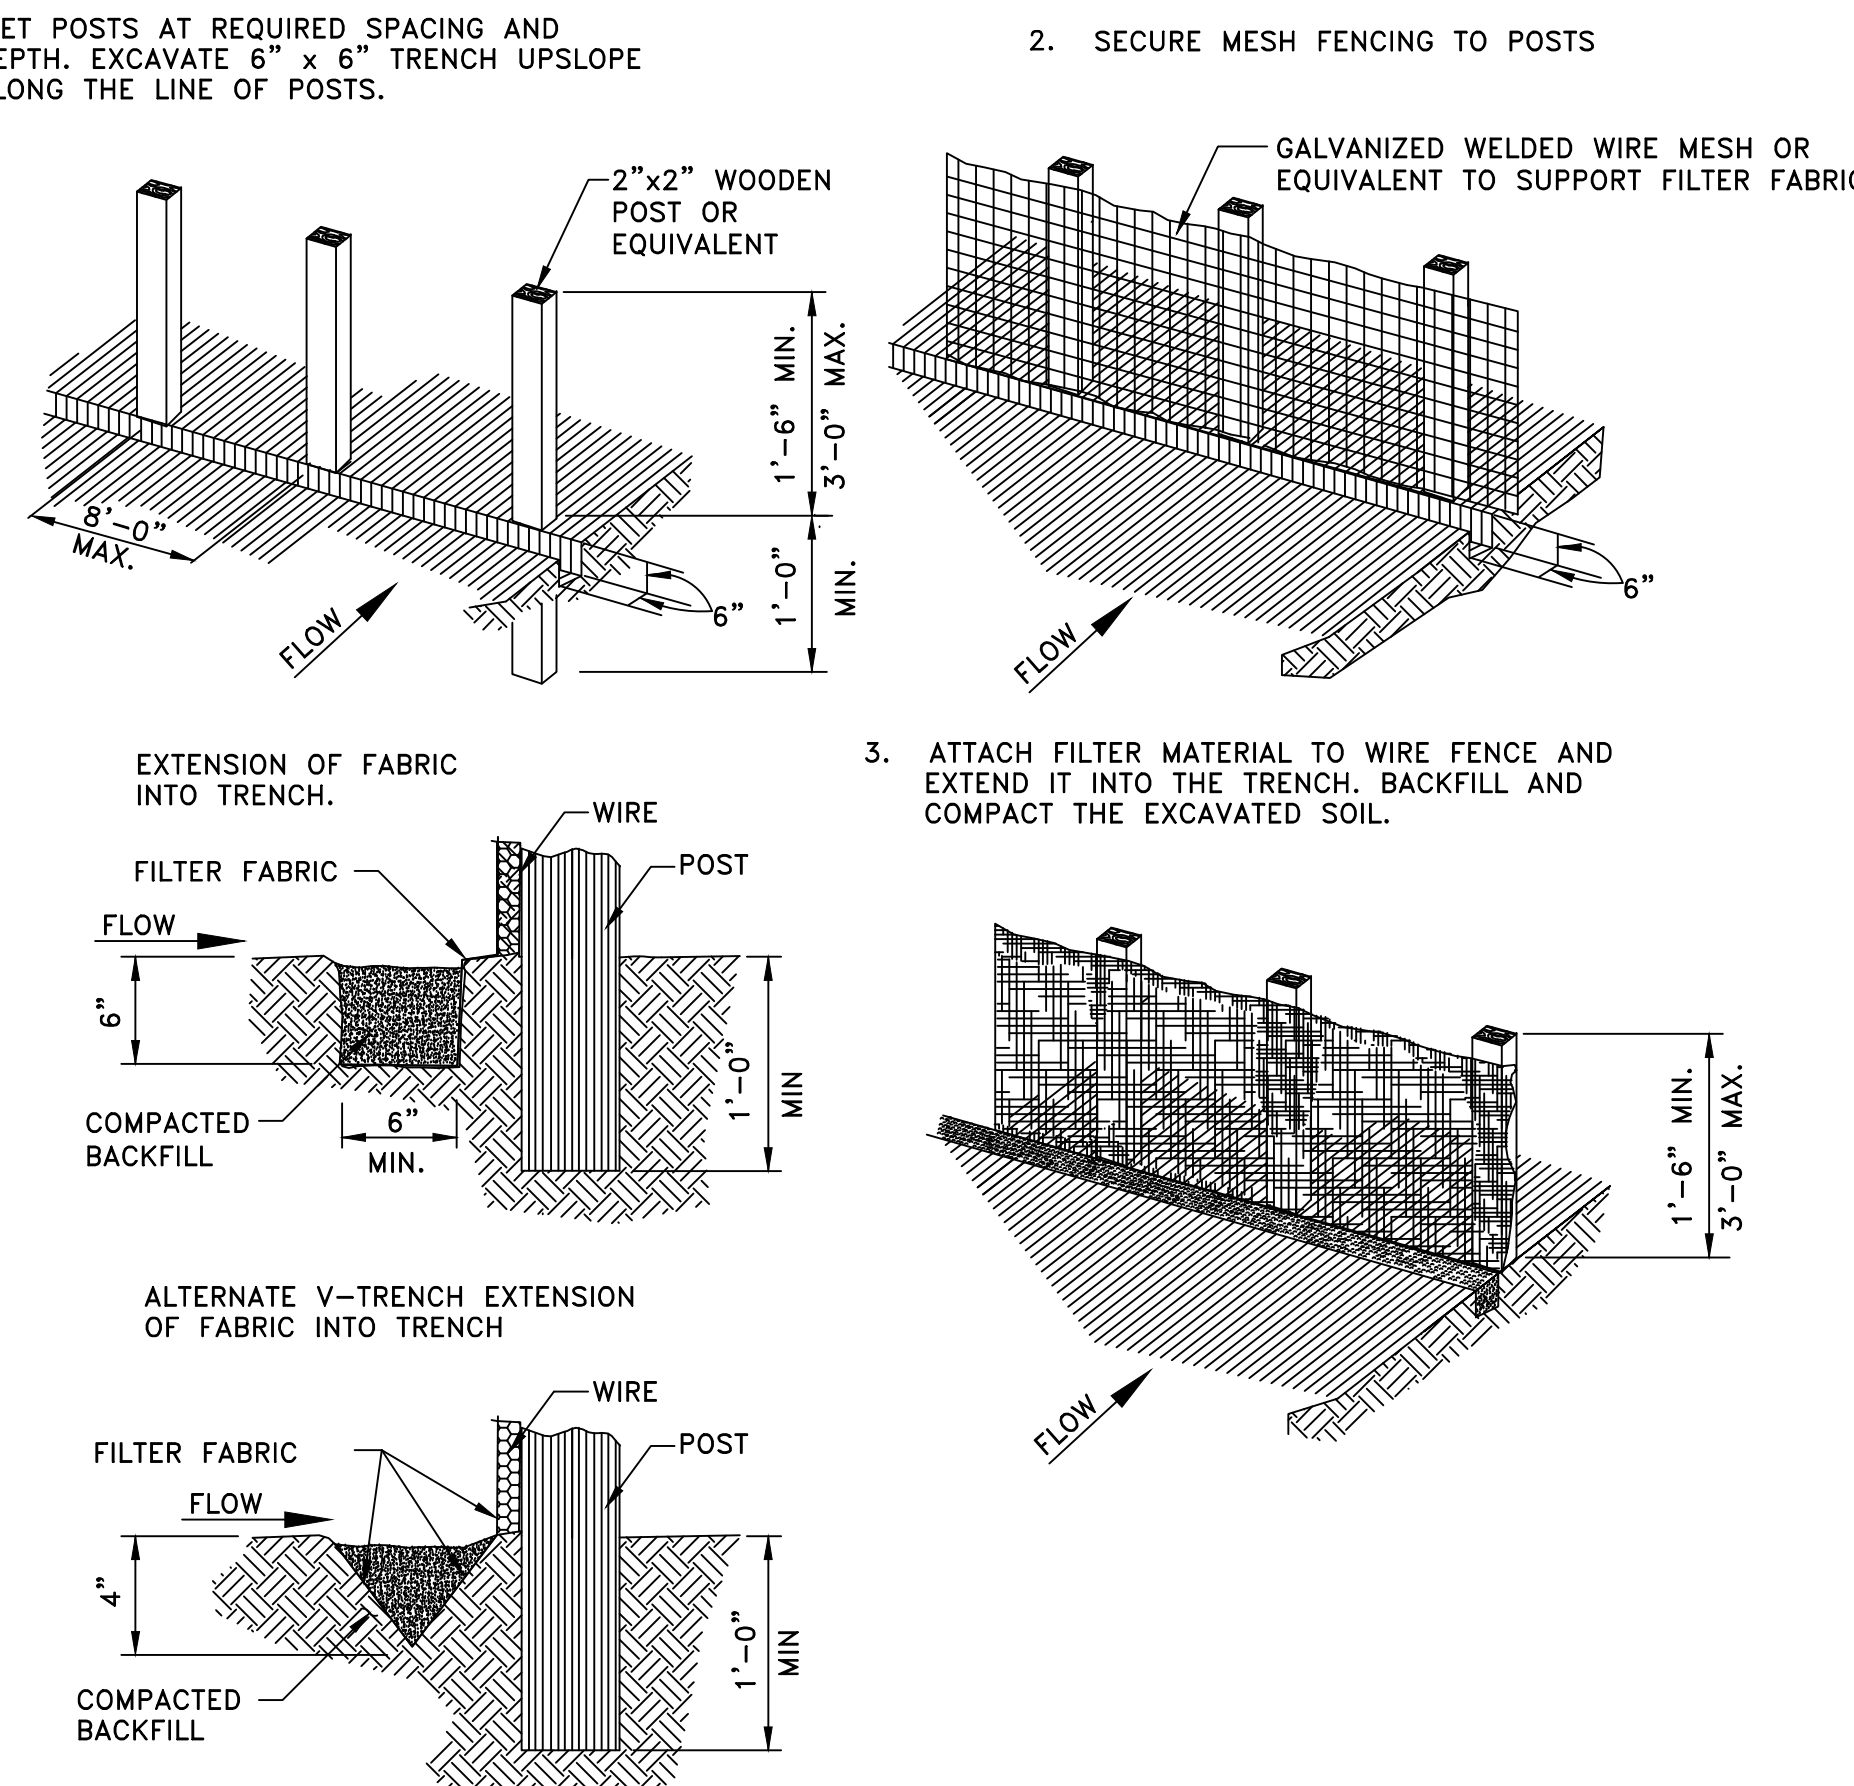 ET POSTS AT REQUIRED SPACING AND
EPTH. EXCAVATE 6" x 6" TRENCH UPSLOPE
LONG THE LINE OF POSTS.
2"x2" WOODEN
POST OR
EQUIVALENT
1'-6" MIN.
3'-0" MAX.
8'-0"
MAX.
FLOW
6"
1'-0"
MIN.
2. SECURE MESH FENCING TO POSTS
GALVANIZED WELDED WIRE MESH OR
EQUIVALENT TO SUPPORT FILTER FABRIC
FLOW
6"
EXTENSION OF FABRIC
INTO TRENCH.
WIRE
FILTER FABRIC
POST
FLOW
6"
COMPACTED
BACKFILL
6"
MIN.
1'-0"
MIN
3. ATTACH FILTER MATERIAL TO WIRE FENCE AND
EXTEND IT INTO THE TRENCH. BACKFILL AND
COMPACT THE EXCAVATED SOIL.
1'-6" MIN.
3'-0" MAX.
FLOW
ALTERNATE V-TRENCH EXTENSION
OF FABRIC INTO TRENCH
WIRE
FILTER FABRIC
POST
FLOW
4"
1'-0"
MIN
COMPACTED
BACKFILL